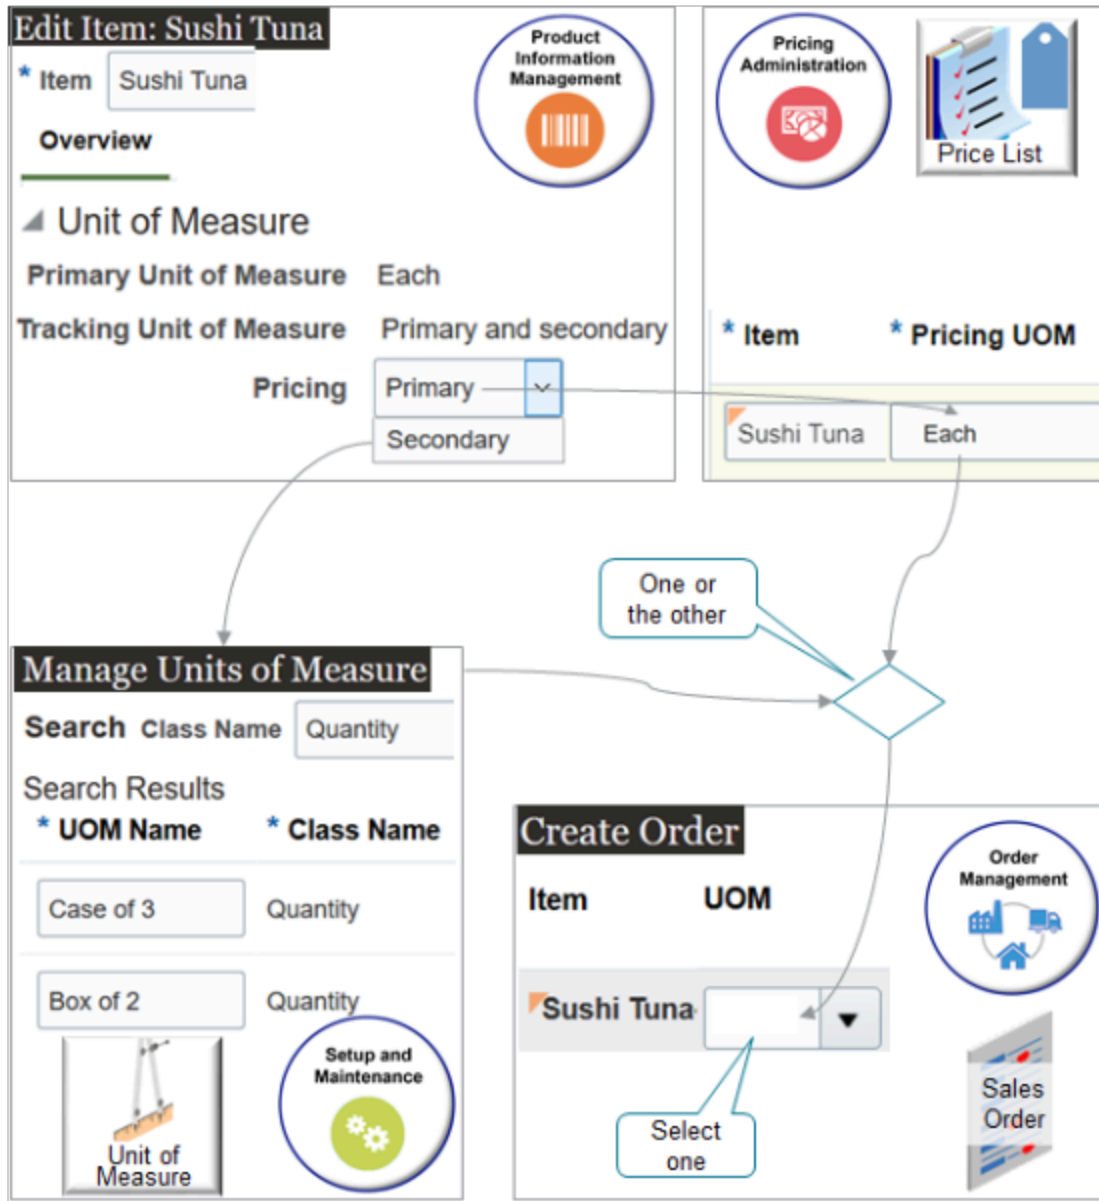 Edit Item: Sushi Tuna
* Item Sushi Tuna
Overview
Unit of Measure
Primary Unit of Measure Each
Tracking Unit of Measure Primary and secondary
Pricing Primary
Secondary
Product
Information
Management
Pricing
Administration
Price List
* Item * Pricing UOM
Sushi Tuna Each
One or
the other
Manage Units of Measure
Search Class Name Quantity
Search Results
* UOM Name * Class Name
Case of 3 Quantity
Box of 2 Quantity
Unit of
Measure
Setup and
Maintenance
Create Order
Item UOM
Sushi Tuna
Select
one
Order
Management
Sales
Order